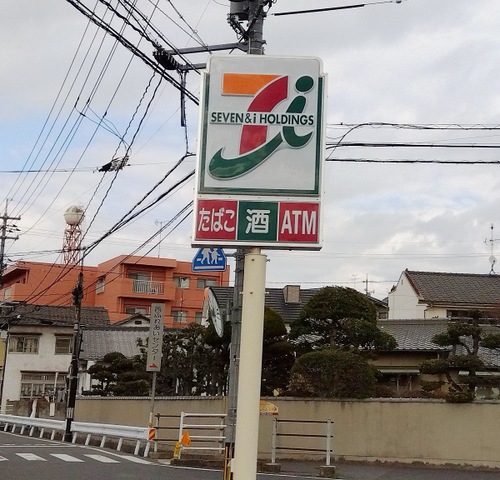 SEVEN&i HOLDINGS
たばこ 酒 ATM